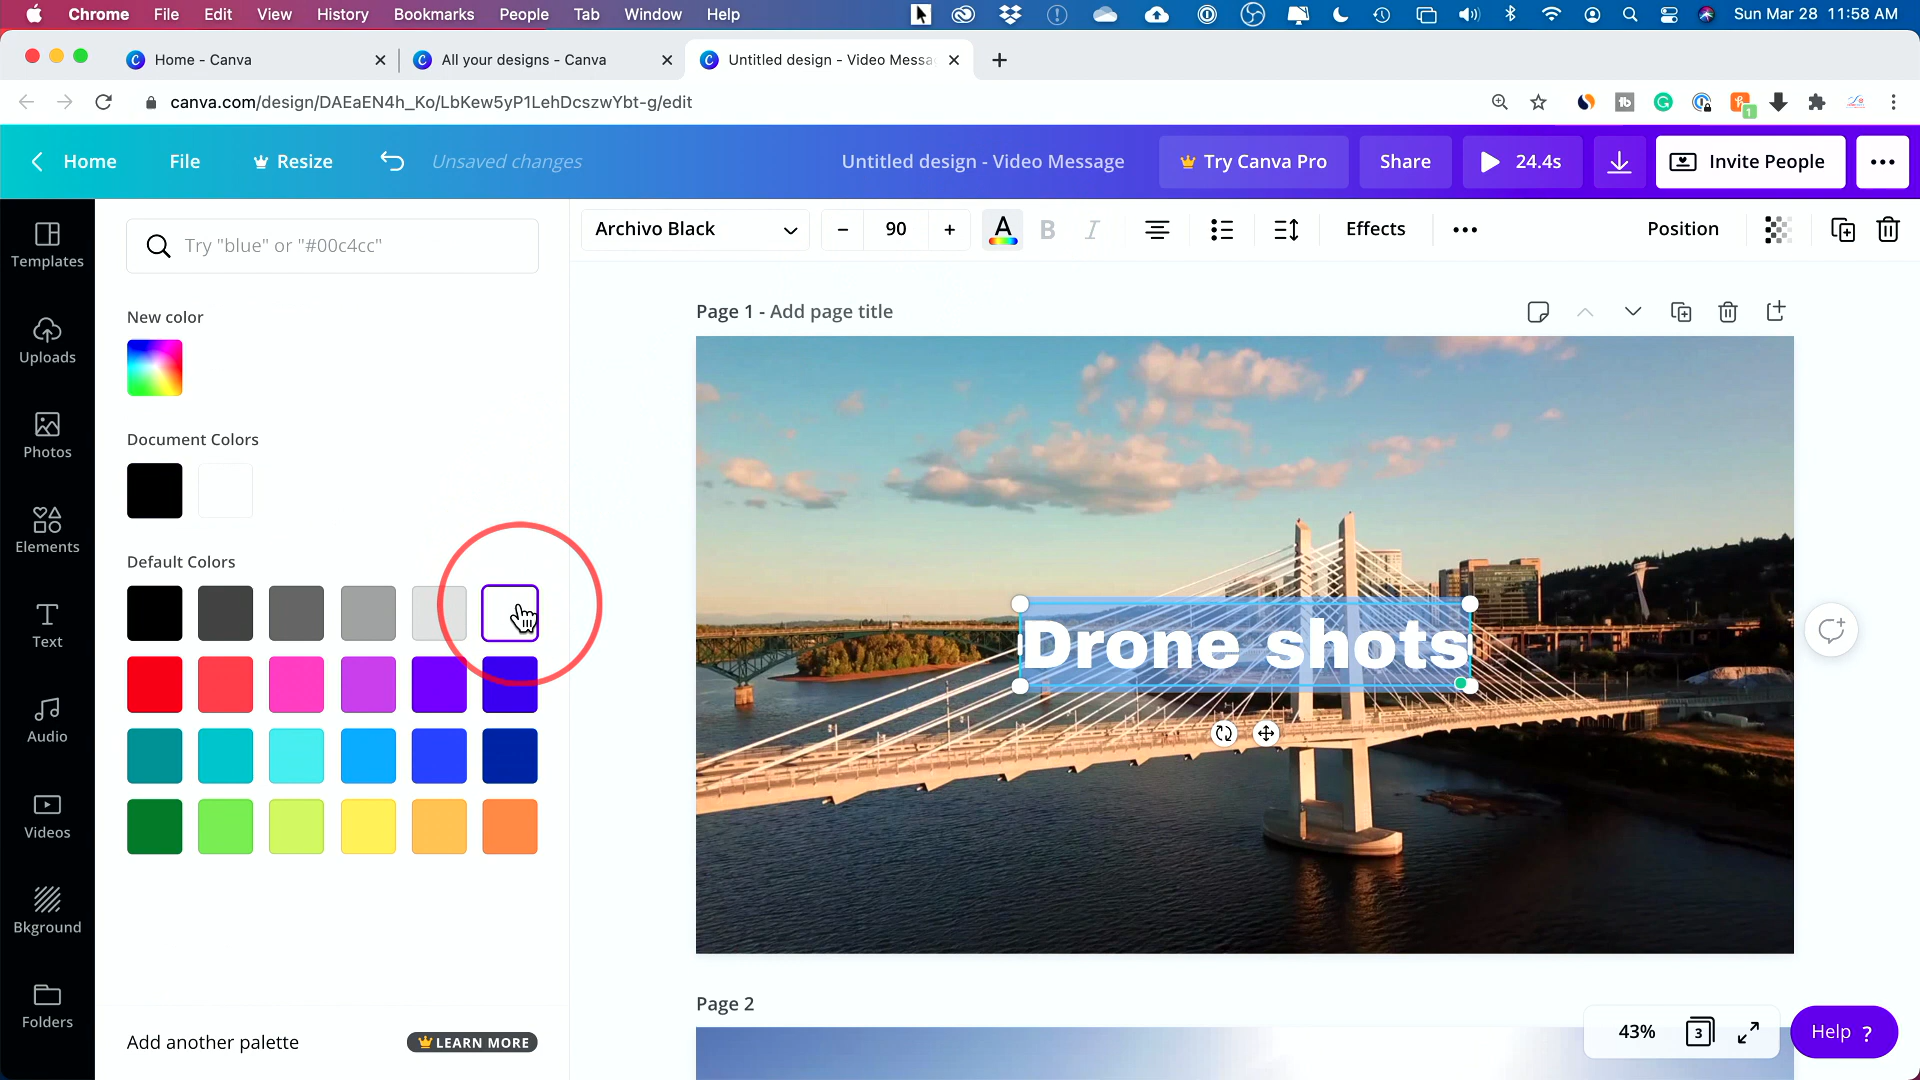 Chrome File Edit View History Bookmarks People Tab Window Help Sun Mar 28 11:58 AM
Home - Canva All your designs - Canva Untitled design - Video Messa
canva.com/design/DAEaEN4h_Ko/LbKew5yP1LehDcszwYbt-g/edit
Home File Resize Unsaved changes Untitled design - Video Message Try Canva Pro Share 24.4s Invite People
Archivo Black 90 A B I Effects Position
Try "blue" or "#00c4cc"
Templates
Uploads
Photos
Elements
Text
Audio
Videos
Bkground
Folders
New color
Document Colors
Default Colors
Add another palette LEARN MORE
Page 1 - Add page title
Drone shots
Page 2
43% 3 Help ?